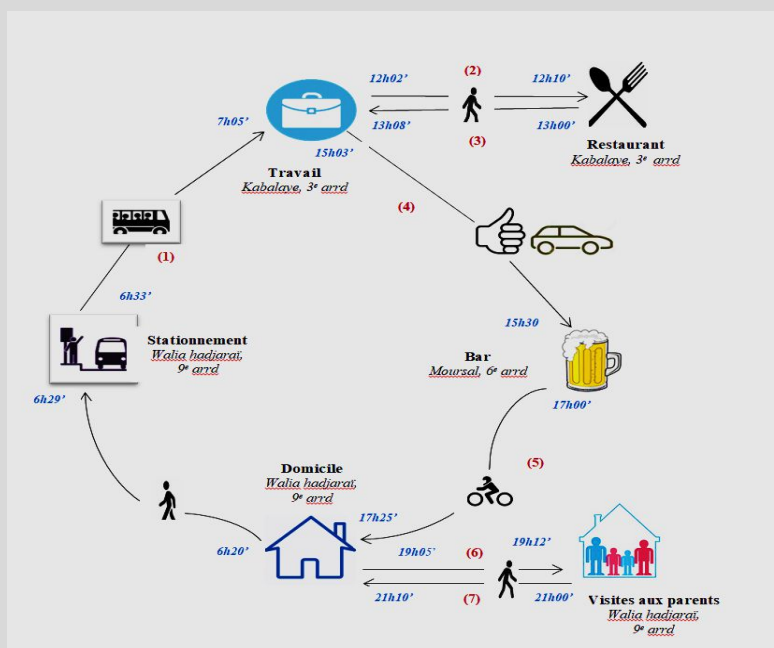 12h02'
(2)
12h10'
7h05'
13h08'
13h00'
15h03'
(3)
Restaurant
Kabalaye, 3e arrd
Travail
Kabalaye, 3e arrd
(4)
(1)
6h33'
15h30
Stationnement
Walia hadjaraï,
9e arrd
Bar
Moursal, 6e arrd
6h29'
17h00'
(5)
Domicile
Walia hadjaraï,
9e arrd
17h25'
6h20'
19h05'
(6)
19h12'
21h10'
(7)
21h00'
Visites aux parents
Walia hadjaraï,
9e arrd